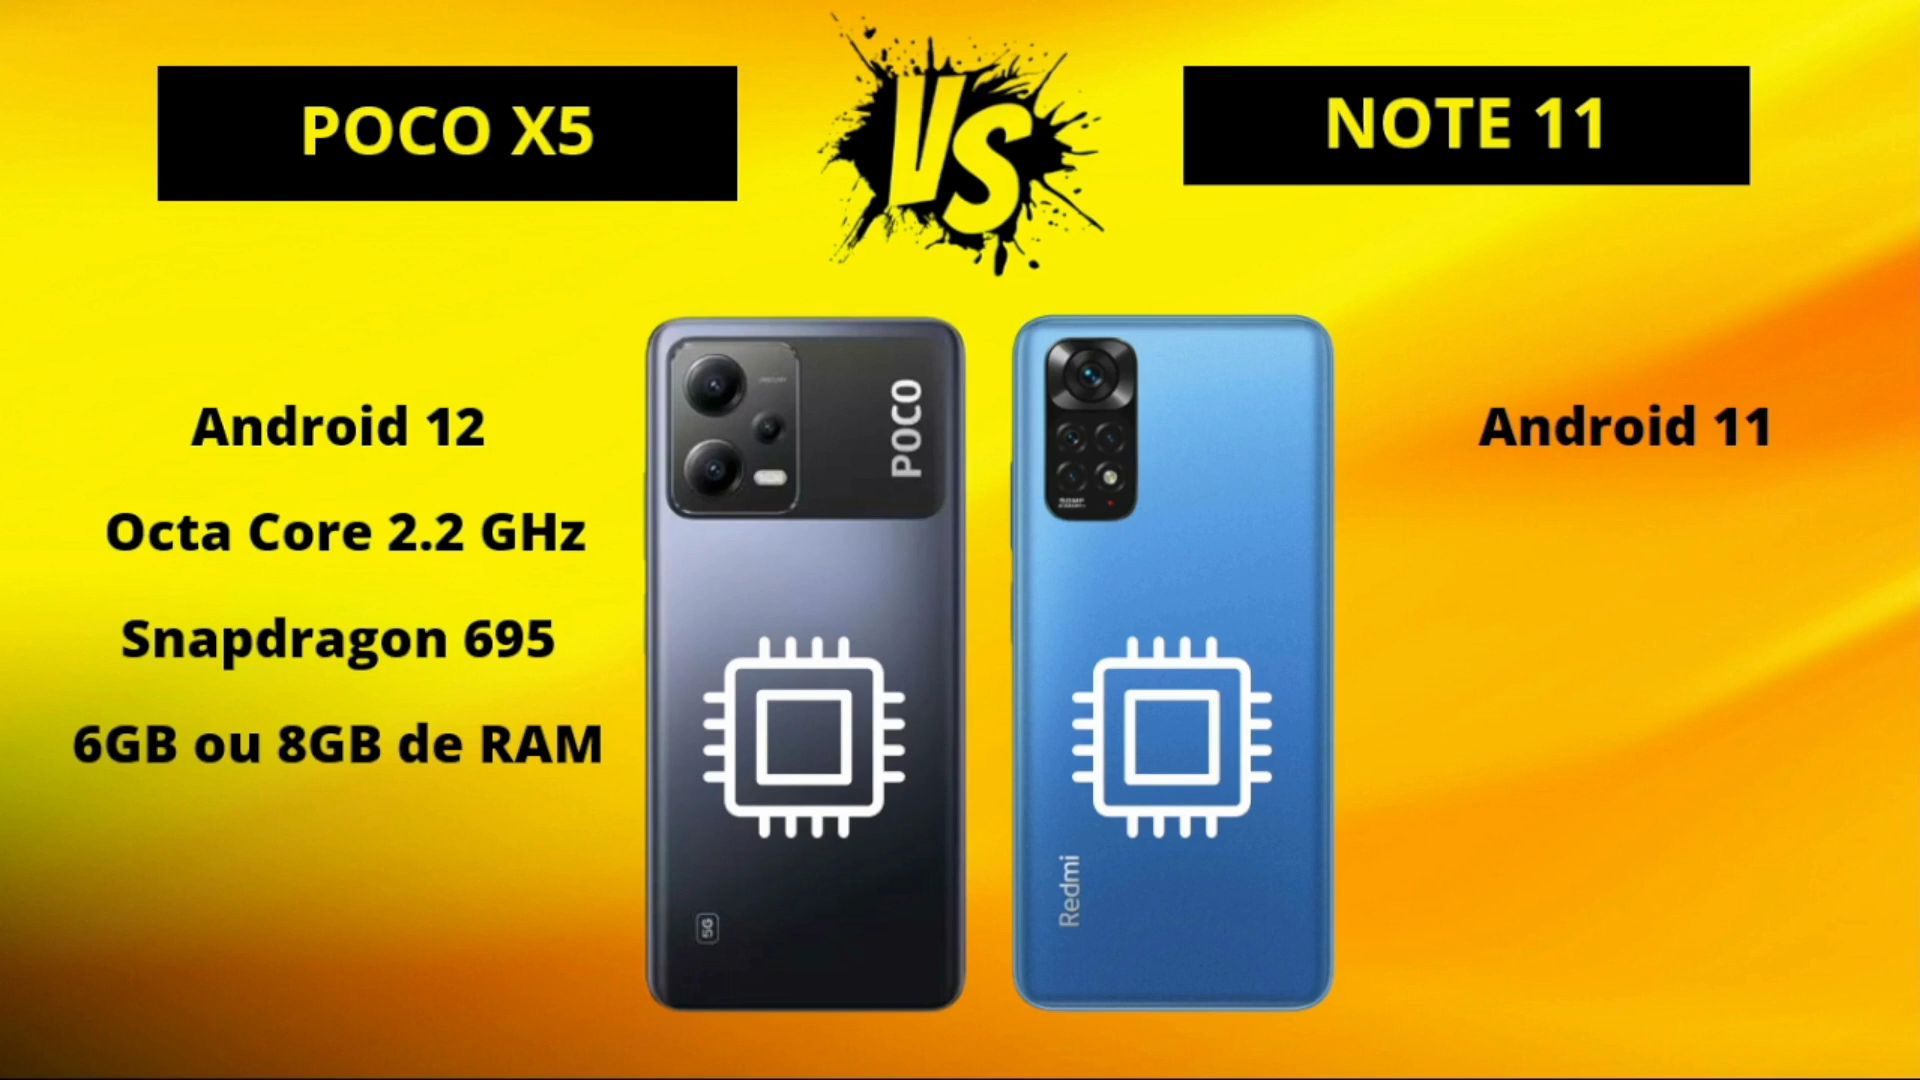 POCO X5
VS
NOTE 11
Android 12
Octa Core 2.2 GHz
Snapdragon 695
6GB ou 8GB de RAM
Android 11
POCO
5G
Redmi